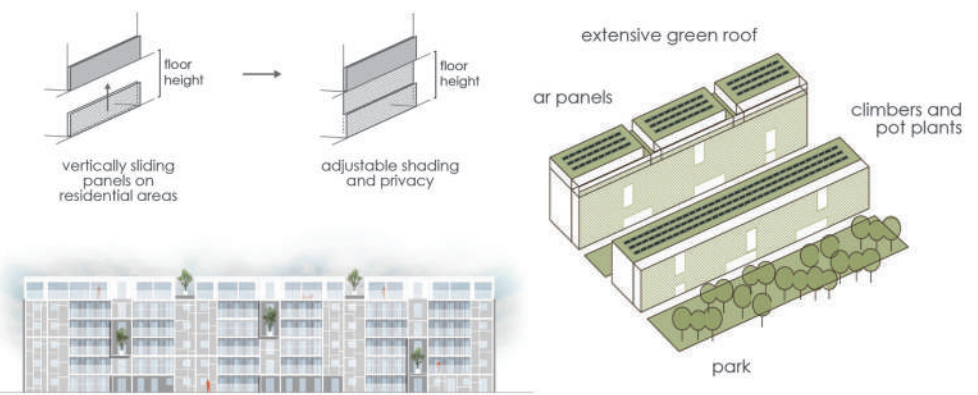 floor
height
floor
height
vertically sliding
panels on
residential areas
adjustable shading
and privacy
extensive green roof
ar panels
climbers and
pot plants
park